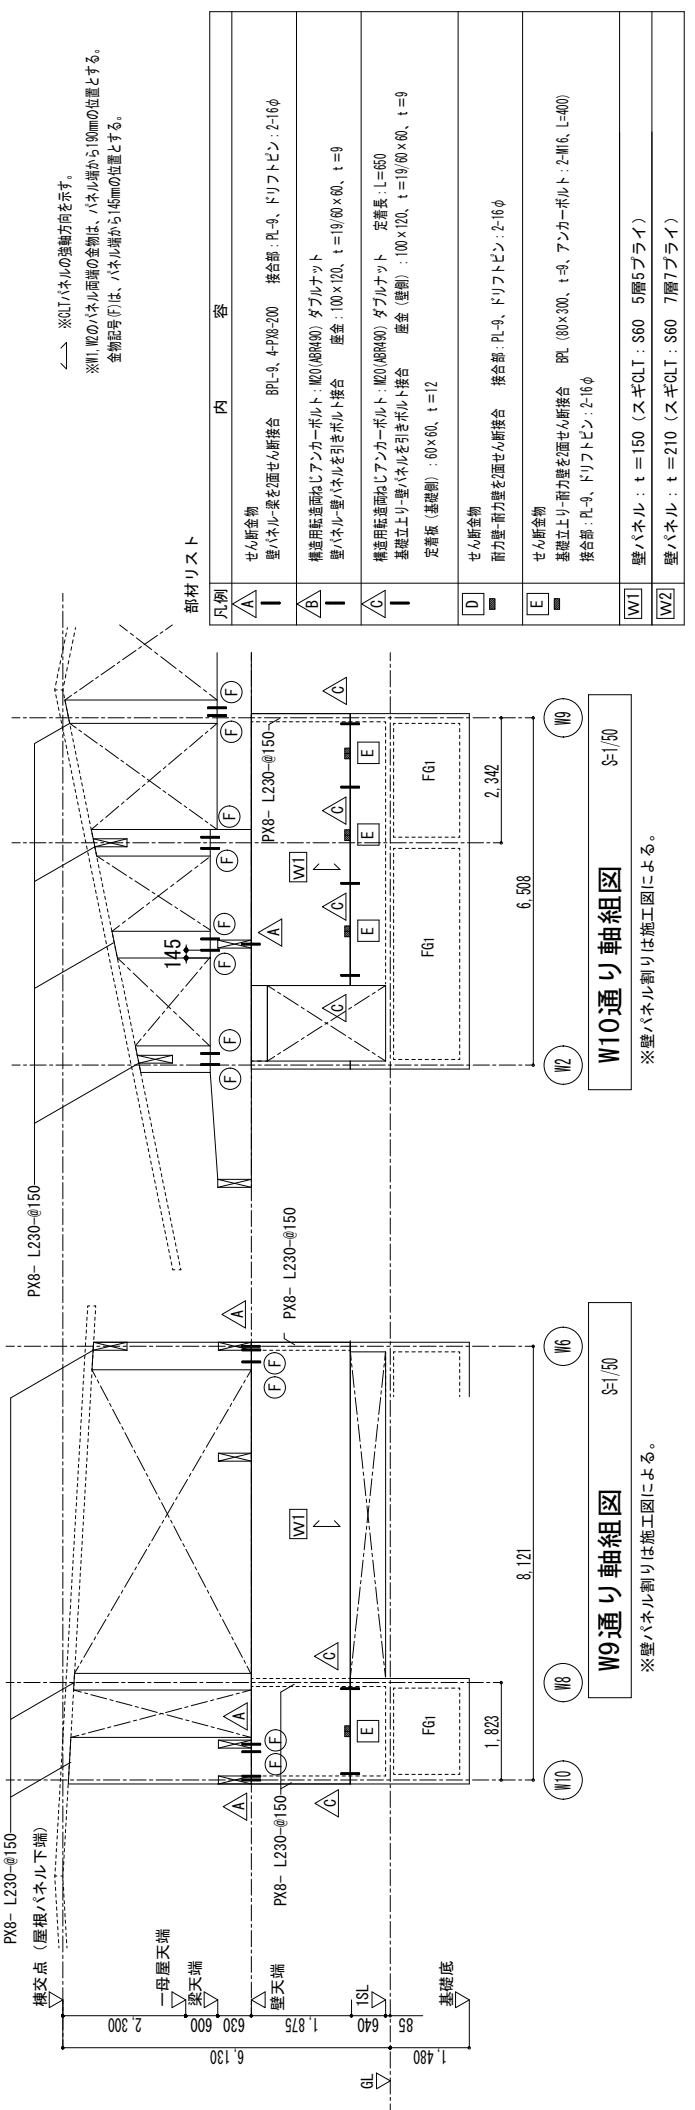 PX8- L230-@150
棟交点 (屋根パネル下端)
一母屋天端
梁天端
壁天端
1SL
基礎底
GL
2,300
600
630
1,875
640
85
6,130
1,480
PX8- L230-@150
PX8- L230-@150
A
A
A
F
F
F
F
C
C
E
W1
FG1
1,823
8,121
W10
W8
W6
W9通り軸組図 S=1/50
※壁パネル割りは施工図による。
PX8- L230-@150
PX8- L230-@150
F
F
F
F
F
F
F
F
145
A
W1
C
C
C
C
E
E
E
FG1
FG1
2,342
6,508
W2
W9
W10通り軸組図 S=1/50
※壁パネル割りは施工図による。
※CLTパネルの強軸方向を示す。
※W1,W2のパネル両端の金物は、パネル端から190mmの位置とする。
金物記号(F)は、パネル端から145mmの位置とする。
部材リスト
凡例 内 容
A せん断金物
壁パネル-梁を2面せん断接合 BPL-9、4-PX8-200 接合部:PL-9、ドリフトピン:2-16φ
B 構造用転造両ねじアンカーボルト:M20(ABR490) ダブルナット
壁パネル-壁パネルを引きボルト接合 座金:100×120、t=19/60×60、t=9
C 構造用転造両ねじアンカーボルト:M20(ABR490) ダブルナット 定着長:L=650
基礎立上り-壁パネルを引きボルト接合 座金 (壁側) :100×120、t=19/60×60、t=9
定着板 (基礎側) :60×60、t=12
D せん断金物
耐力壁-耐力壁を2面せん断接合 接合部:PL-9、ドリフトピン:2-16φ
E せん断金物
基礎立上り-耐力壁を2面せん断接合 BPL (80×300、t=9、アンカーボルト:2-M16、L=400)
接合部:PL-9、ドリフトピン:2-16φ
W1 壁パネル: t=150 (スギCLT: S60 5層5プライ)
W2 壁パネル: t=210 (スギCLT: S60 7層7プライ)